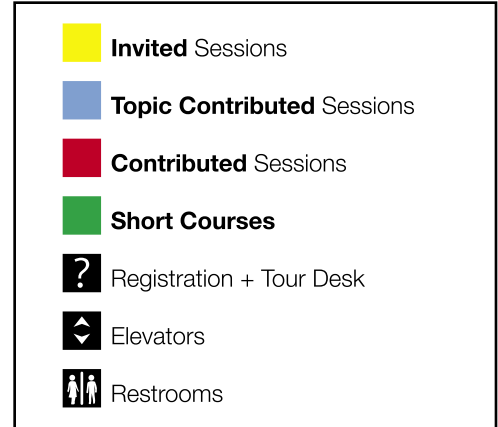 Invited Sessions
Topic Contributed Sessions
Contributed Sessions
Short Courses
? Registration + Tour Desk
Elevators
Restrooms